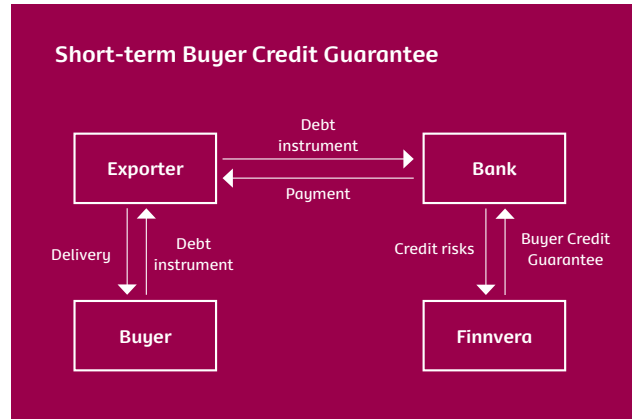 Short-term Buyer Credit Guarantee
Debt
instrument
Exporter
Bank
Payment
Delivery
Debt
instrument
Credit risks
Buyer Credit
Guarantee
Buyer
Finnvera